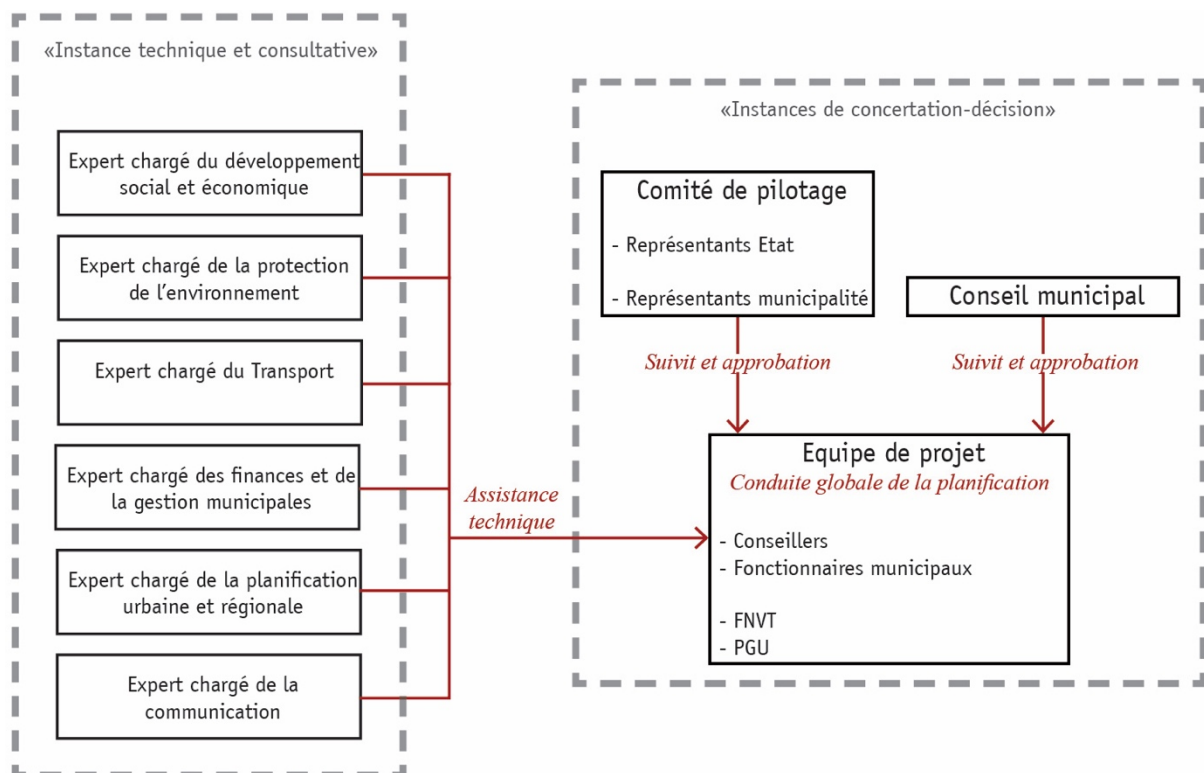 «Instance technique et consultative»
Expert chargé du développement
social et économique
Expert chargé de la protection
de l'environnement
Expert chargé du Transport
Expert chargé des finances et de
la gestion municipales
Expert chargé de la planification
urbaine et régionale
Expert chargé de la
communication
Assistance
technique
«Instances de concertation-décision»
Comité de pilotage
- Représentants Etat
- Représentants municipalité
Conseil municipal
Suivit et approbation
Suivit et approbation
Equipe de projet
Conduite globale de la planification
- Conseillers
- Fonctionnaires municipaux
- FNVT
- PGU